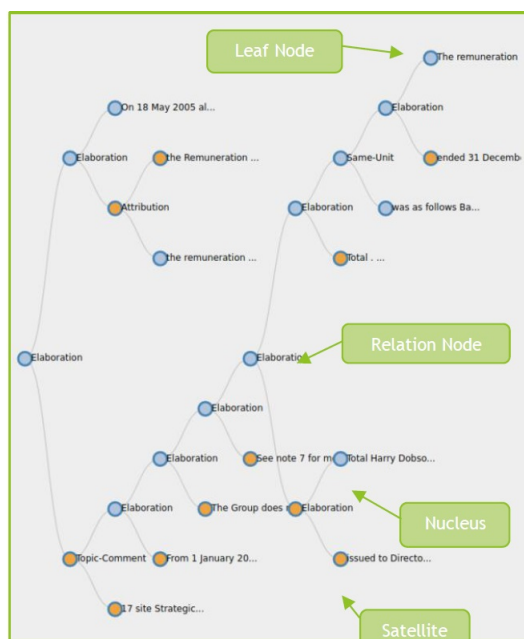 Leaf Node
The remuneration
On 18 May 2005 al...
Elaboration
Elaboration
the Remuneration ...
Same-Unit
ended 31 Decembe
Attribution
Elaboration
was as follows Ba...
the remuneration ...
Total . ...
Relation Node
Elaboration
Elaboration
Elaboration
Elaboration
See note 7 for m
Total Harry Dobso...
Elaboration
The Group does
Elaboration
Nucleus
Topic-Comment
From 1 January 20...
issued to Directo...
17 site Strategic...
Satellite